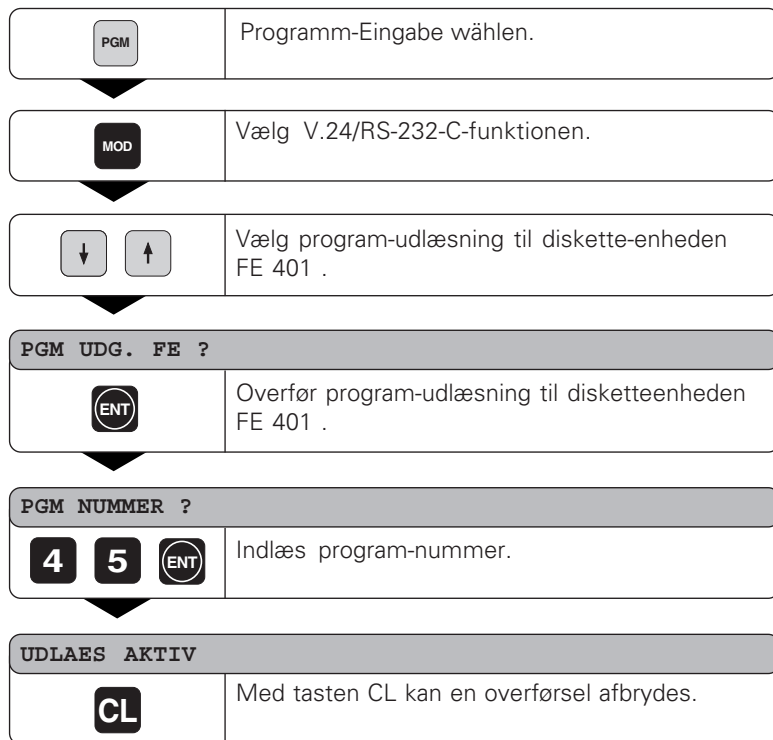 PGM
Programm-Eingabe wählen.
MOD
Vælg V.24/RS-232-C-funktionen.
Vælg program-udlæsning til diskette-enheden
FE 401 .
PGM UDG. FE ?
ENT
Overfør program-udlæsning til disketteenheden
FE 401 .
PGM NUMMER ?
4 5 ENT
Indlæs program-nummer.
UDLAES AKTIV
CL
Med tasten CL kan en overførsel afbrydes.